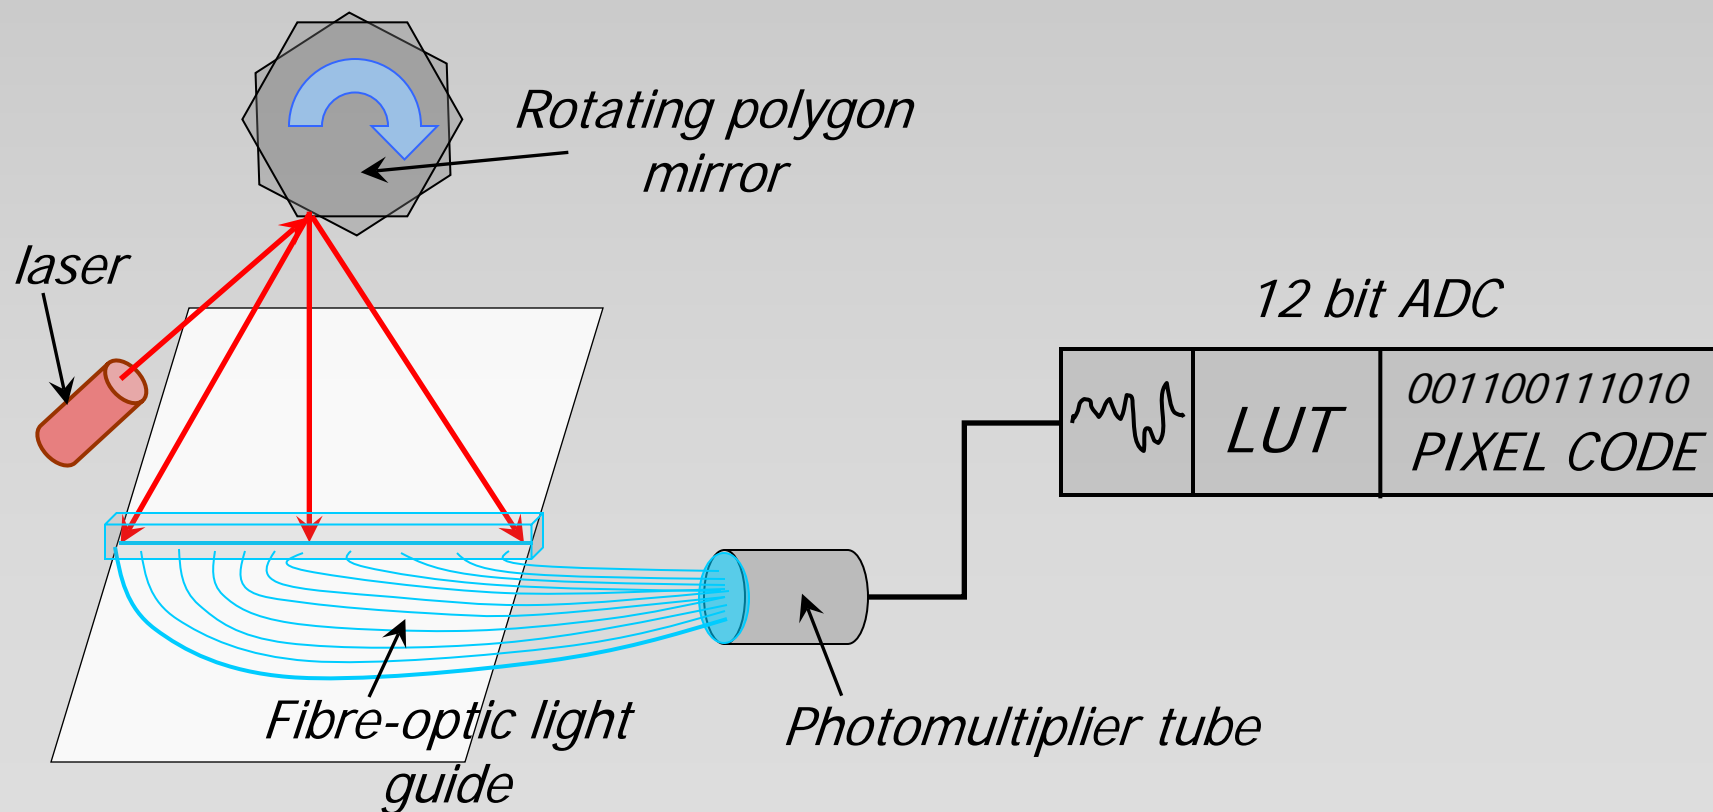 Rotating polygon
mirror
laser
12 bit ADC
LUT
001100111010
PIXEL CODE
Fibre-optic light
guide
Photomultiplier tube